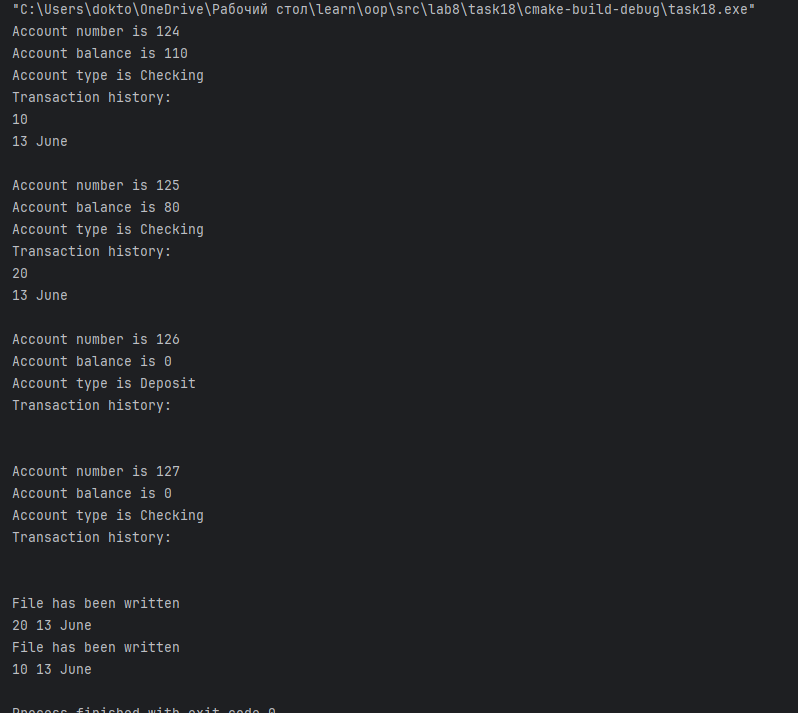 "C:\Users\dokto\OneDrive\Рабочий стол\learn\oop\src\lab8\task18\cmake-build-debug\task18.exe"
Account number is 124
Account balance is 110
Account type is Checking
Transaction history:
10
13 June
Account number is 125
Account balance is 80
Account type is Checking
Transaction history:
20
13 June
Account number is 126
Account balance is 0
Account type is Deposit
Transaction history:
Account number is 127
Account balance is 0
Account type is Checking
Transaction history:
File has been written
20 13 June
File has been written
10 13 June
Process finished with exit code 0